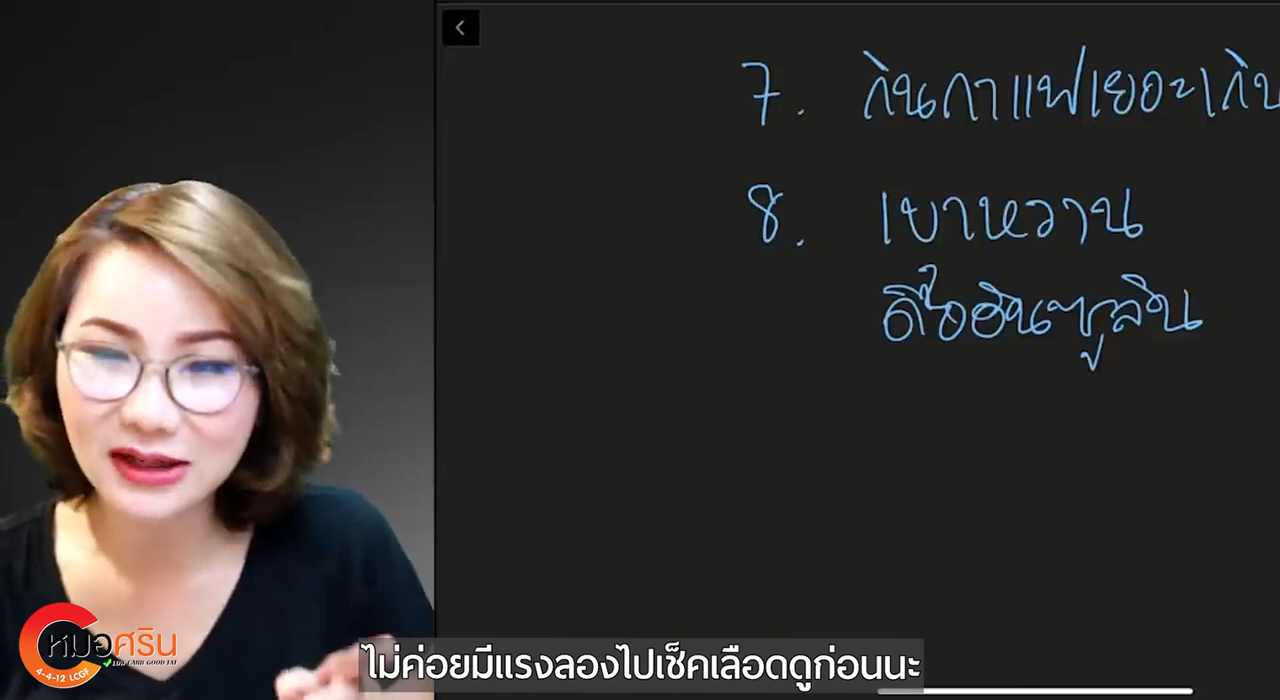 7. กินกาแฟเยอะเกิน
8. เบาหวาน
ดื้ออินซูลิน
หมอศริน
LOW CARB GOOD FAT
4-4-12 LCGF
ไม่ค่อยมีแรงลองไปเช็คเลือดดูก่อนนะ